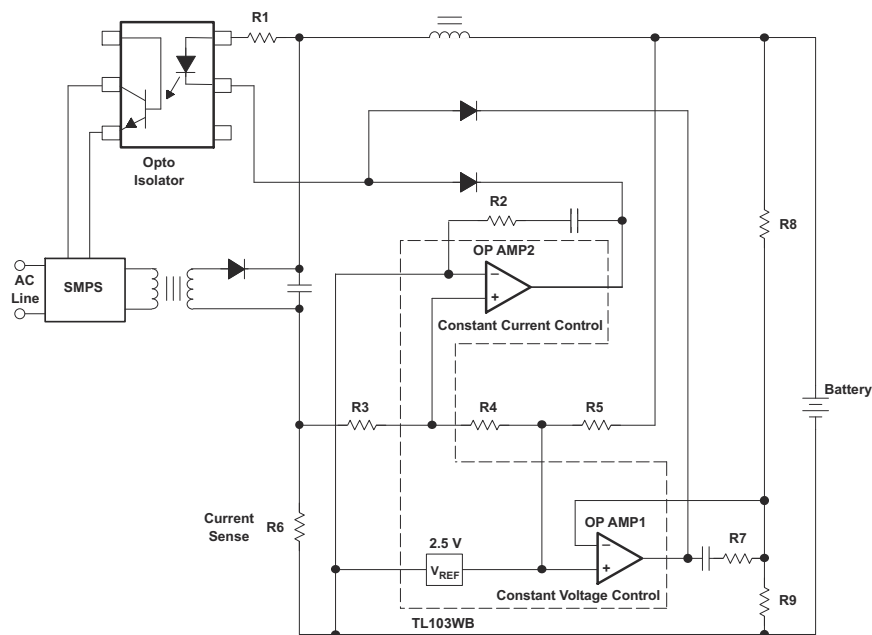 R1
Opto
Isolator
R2
R8
OP AMP2
AC
Line
SMPS
−
+
Constant Current Control
Battery
R3
R4
R5
Current
Sense
R6
OP AMP1
R7
2.5 V
VREF
−
+
R9
Constant Voltage Control
TL103WB